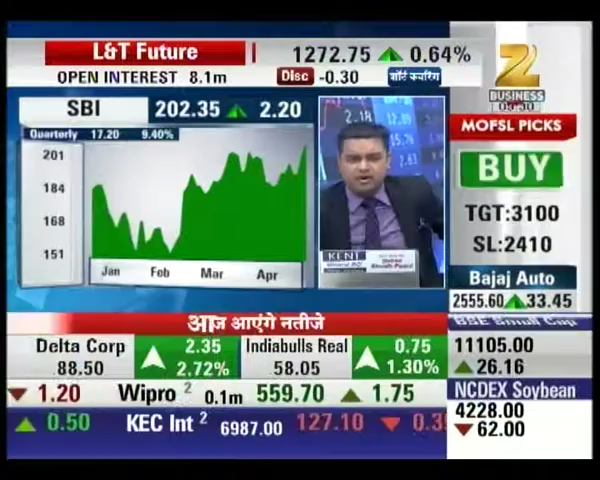 L&T Future
1272.75 0.64%
OPEN INTEREST 8.1m
Disc -0.30 शॉर्ट कवरिंग
Z
BUSINESS
MOFSL PICKS
BUY
TGT:3100
SL:2410
Bajaj Auto
2555.60 33.45
SBI 202.35 2.20
Quarterly 17.20 9.40%
201
184
168
151
Jan Feb Mar Apr
2.18
KENT
आज आएंगे नतीजे
Delta Corp 2.35 Indiabulls Real 0.75
88.50 2.72% 58.05 1.30%
BSE Small Cap
11105.00
26.16
NCDEX Soybean
4228.00
62.00
1.20 Wipro 2 0.1m 559.70 1.75
0.50 KEC Int 2 6987.00 127.10